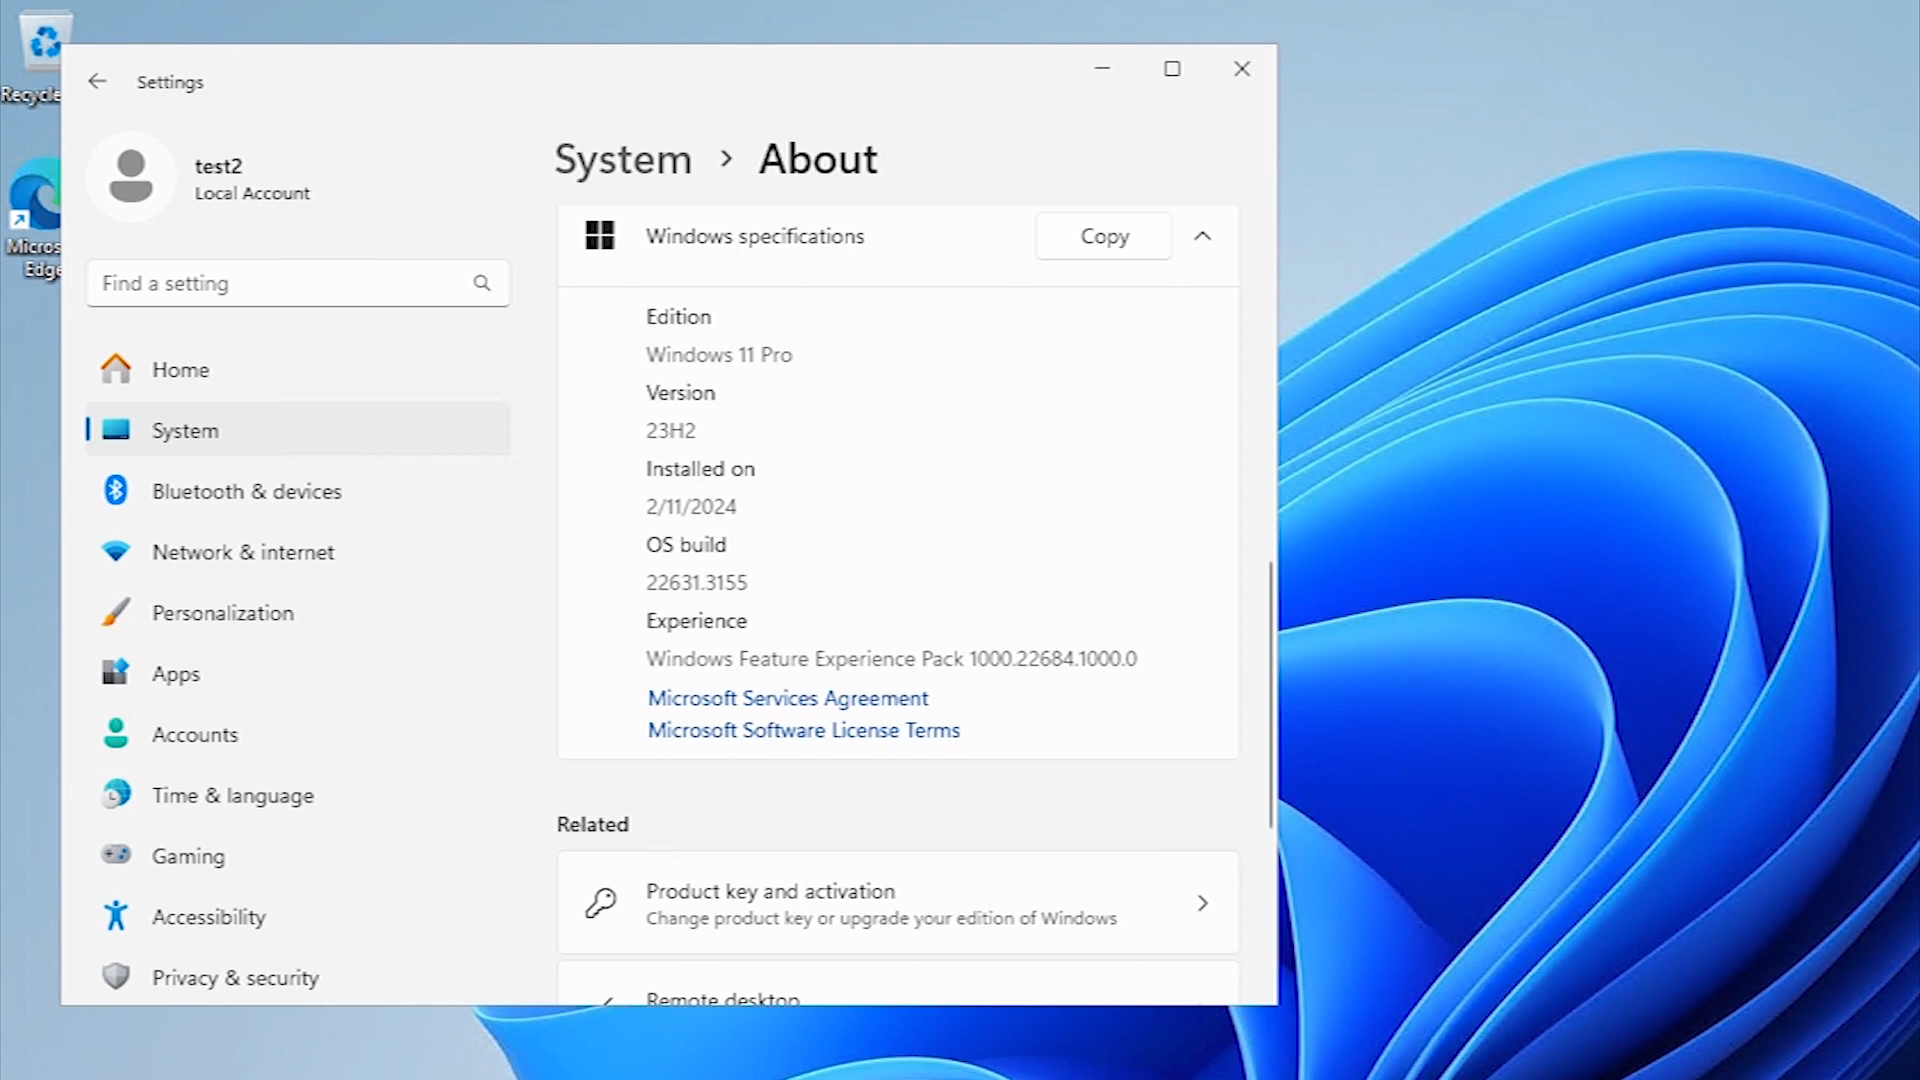 Recycle
Micros
Edge
Settings
test2
Local Account
Find a setting
Home
System
Bluetooth & devices
Network & internet
Personalization
Apps
Accounts
Time & language
Gaming
Accessibility
Privacy & security
System > About
Windows specifications
Copy
Edition
Windows 11 Pro
Version
23H2
Installed on
2/11/2024
OS build
22631.3155
Experience
Windows Feature Experience Pack 1000.22684.1000.0
Microsoft Services Agreement
Microsoft Software License Terms
Related
Product key and activation
Change product key or upgrade your edition of Windows
Remote desktop